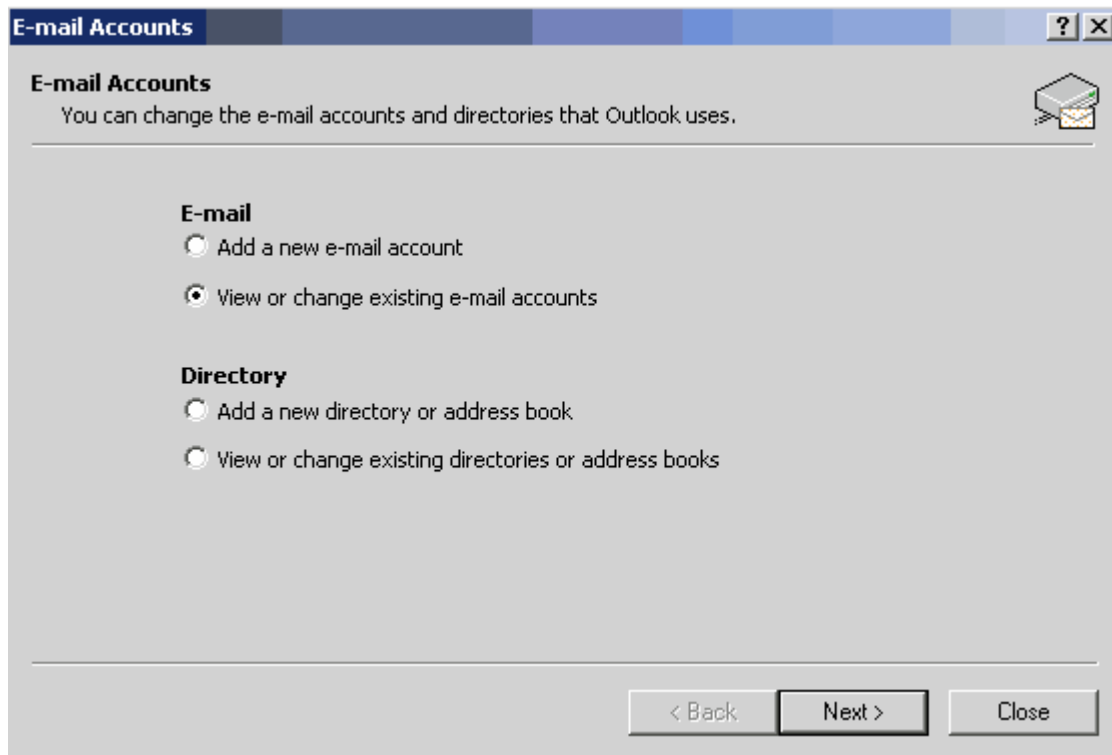 E-mail Accounts
E-mail Accounts
You can change the e-mail accounts and directories that Outlook uses.
E-mail
Add a new e-mail account
View or change existing e-mail accounts
Directory
Add a new directory or address book
View or change existing directories or address books
< Back Next > Close